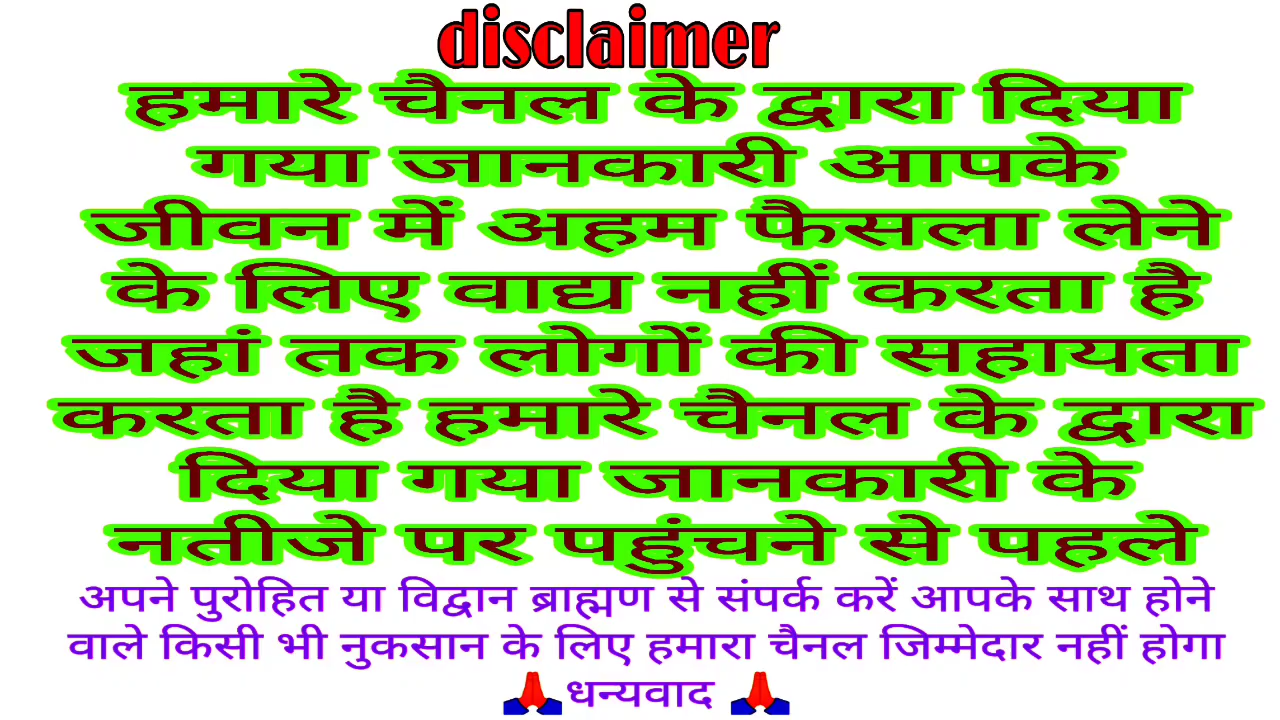 disclaimer
हमारे चैनल के द्वारा दिया
गया जानकारी आपके
जीवन में अहम फैसला लेने
के लिए वाद्य नहीं करता है
जहां तक लोगों की सहायता
करता है हमारे चैनल के द्वारा
दिया गया जानकारी के
नतीजे पर पहुंचने से पहले
अपने पुरोहित या विद्वान ब्राह्मण से संपर्क करें आपके साथ होने
वाले किसी भी नुकसान के लिए हमारा चैनल जिम्मेदार नहीं होगा
🙏धन्यवाद 🙏